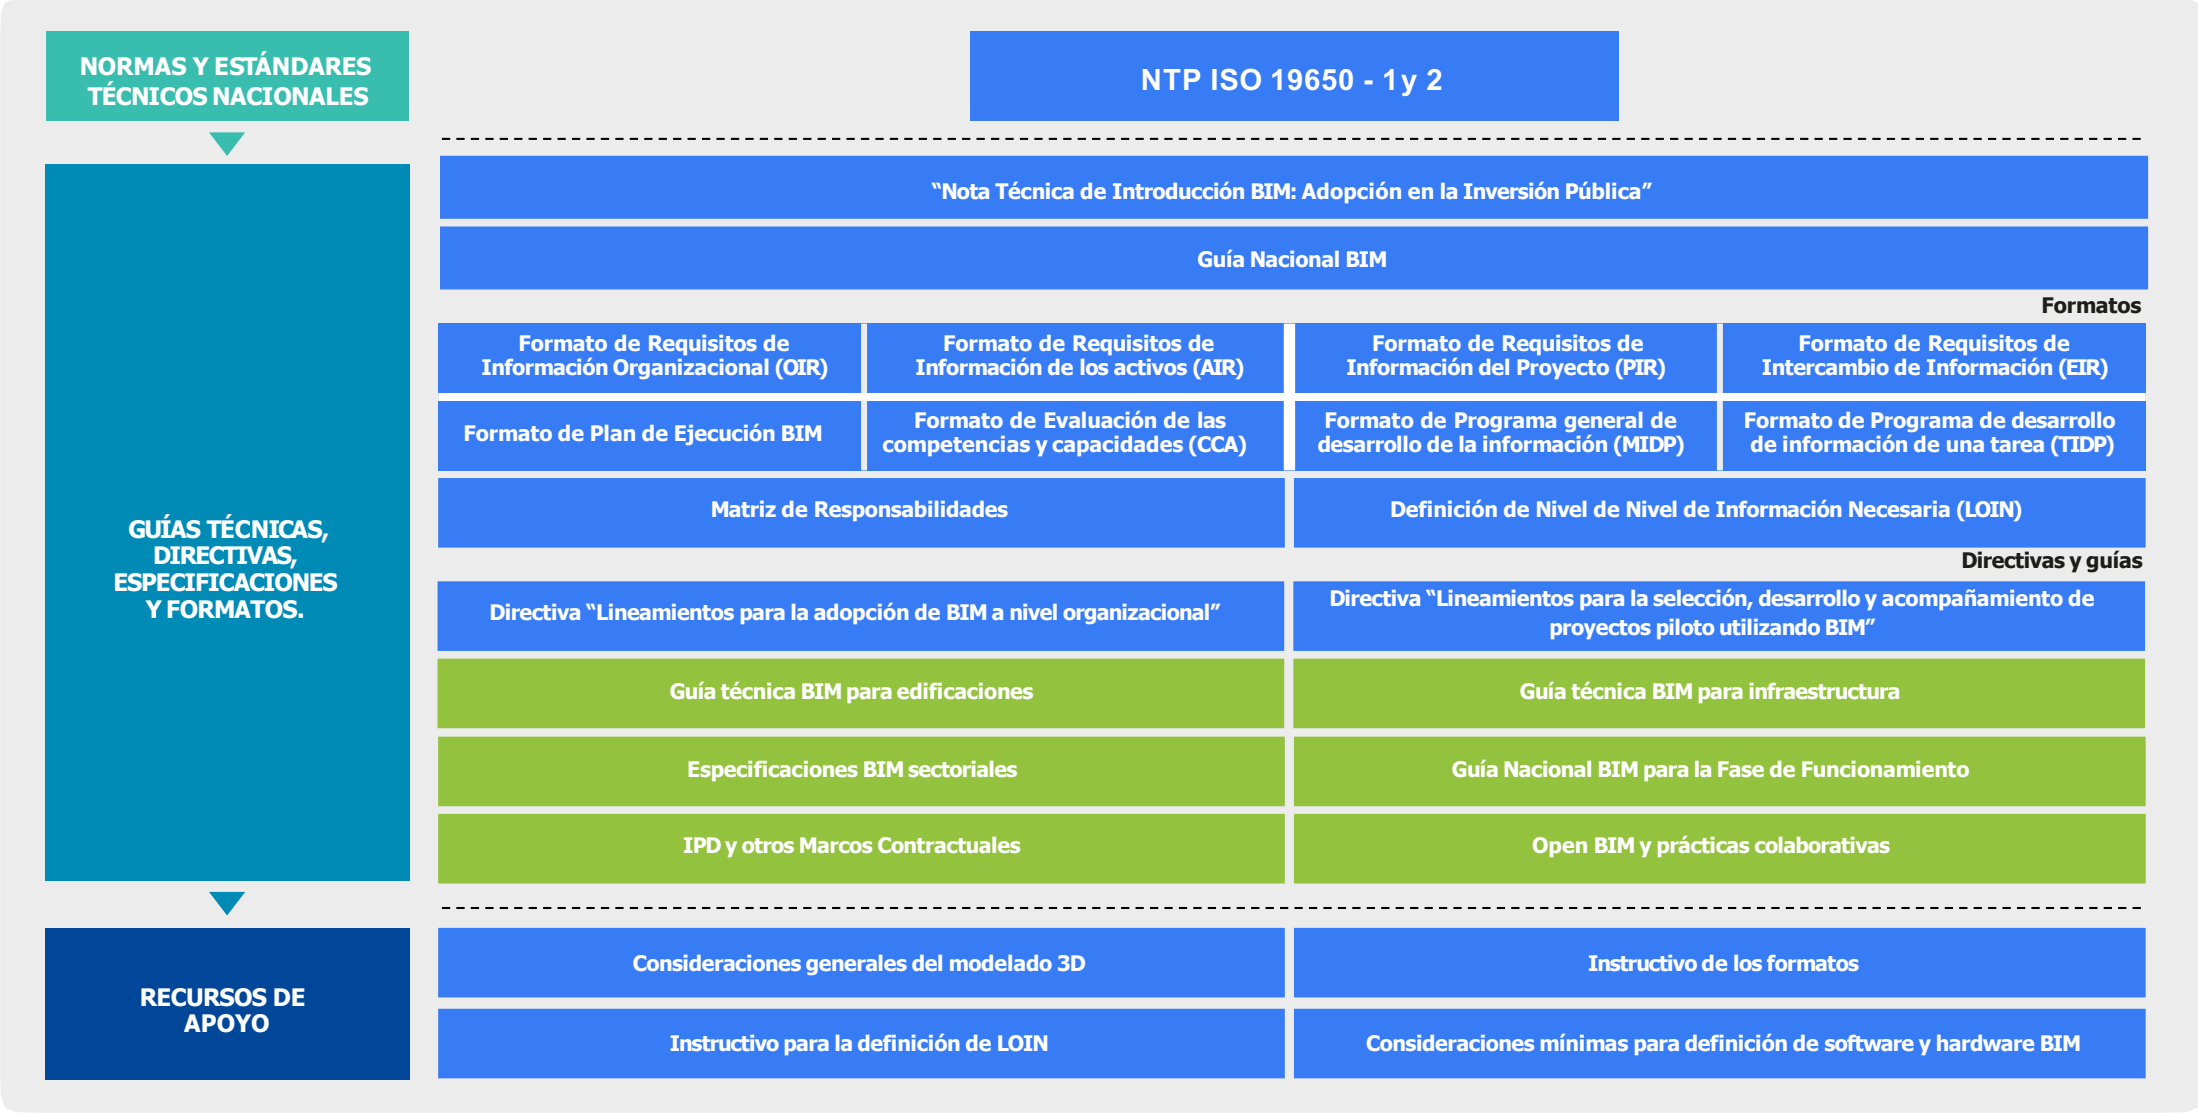 NORMAS Y ESTÁNDARES
TÉCNICOS NACIONALES
NTP ISO 19650 - 1y 2
GUÍAS TÉCNICAS,
DIRECTIVAS,
ESPECIFICACIONES
Y FORMATOS.
“Nota Técnica de Introducción BIM: Adopción en la Inversión Pública”
Guía Nacional BIM
Formatos
Formato de Requisitos de
Información Organizacional (OIR)
Formato de Requisitos de
Información de los activos (AIR)
Formato de Requisitos de
Información del Proyecto (PIR)
Formato de Requisitos de
Intercambio de Información (EIR)
Formato de Plan de Ejecución BIM
Formato de Evaluación de las
competencias y capacidades (CCA)
Formato de Programa general de
desarrollo de la información (MIDP)
Formato de Programa de desarrollo
de información de una tarea (TIDP)
Matriz de Responsabilidades
Definición de Nivel de Nivel de Información Necesaria (LOIN)
Directivas y guías
Directiva “Lineamientos para la adopción de BIM a nivel organizacional”
Directiva “Lineamientos para la selección, desarrollo y acompañamiento de
proyectos piloto utilizando BIM”
Guía técnica BIM para edificaciones
Guía técnica BIM para infraestructura
Especificaciones BIM sectoriales
Guía Nacional BIM para la Fase de Funcionamiento
IPD y otros Marcos Contractuales
Open BIM y prácticas colaborativas
RECURSOS DE
APOYO
Consideraciones generales del modelado 3D
Instructivo de los formatos
Instructivo para la definición de LOIN
Consideraciones mínimas para definición de software y hardware BIM